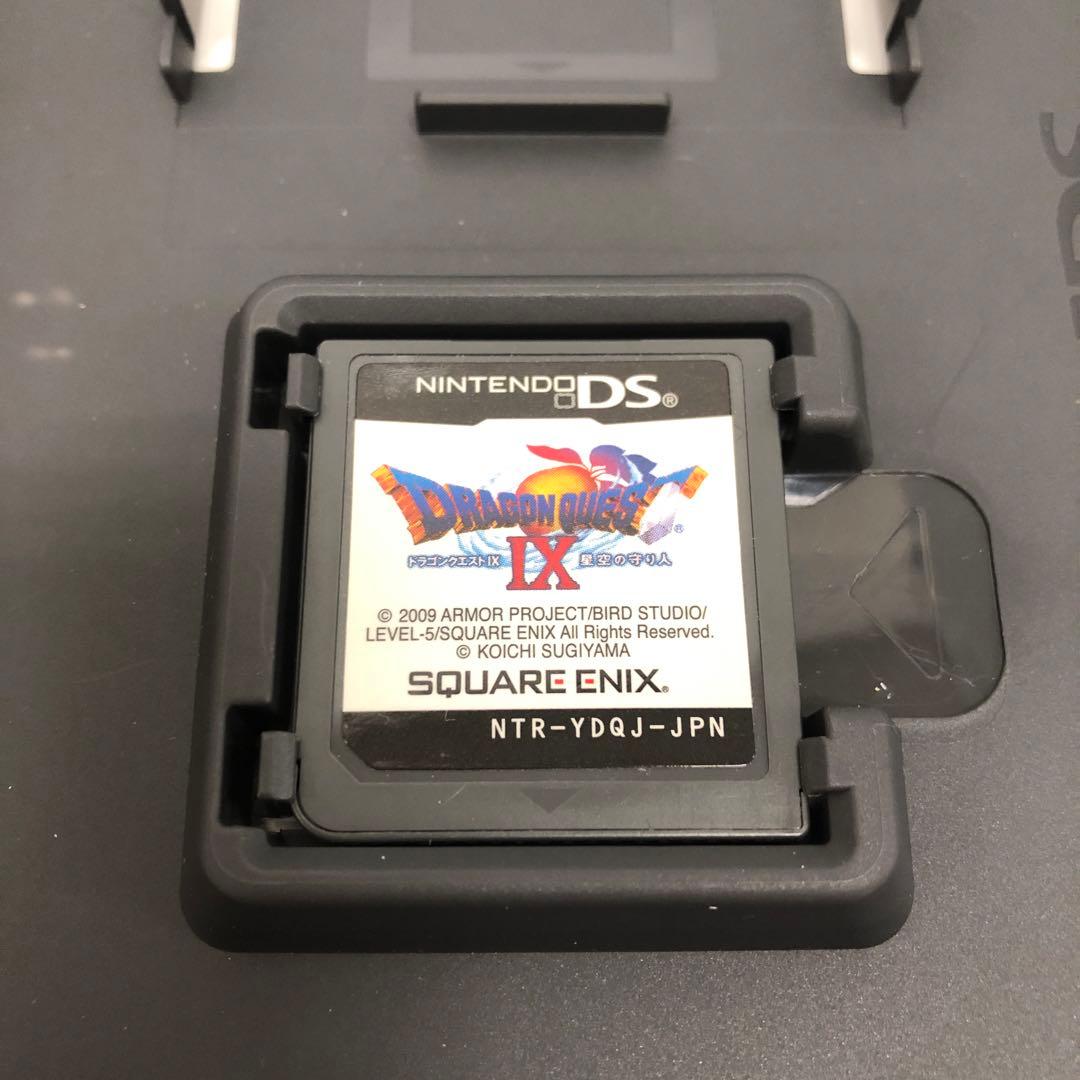 NINTENDO DS®
DRAGON QUEST®
ドラゴンクエストIX IX 星空の守り人
© 2009 ARMOR PROJECT/BIRD STUDIO/
LEVEL-5/SQUARE ENIX All Rights Reserved.
© KOICHI SUGIYAMA
SQUARE ENIX®
NTR-YDQJ-JPN
DS